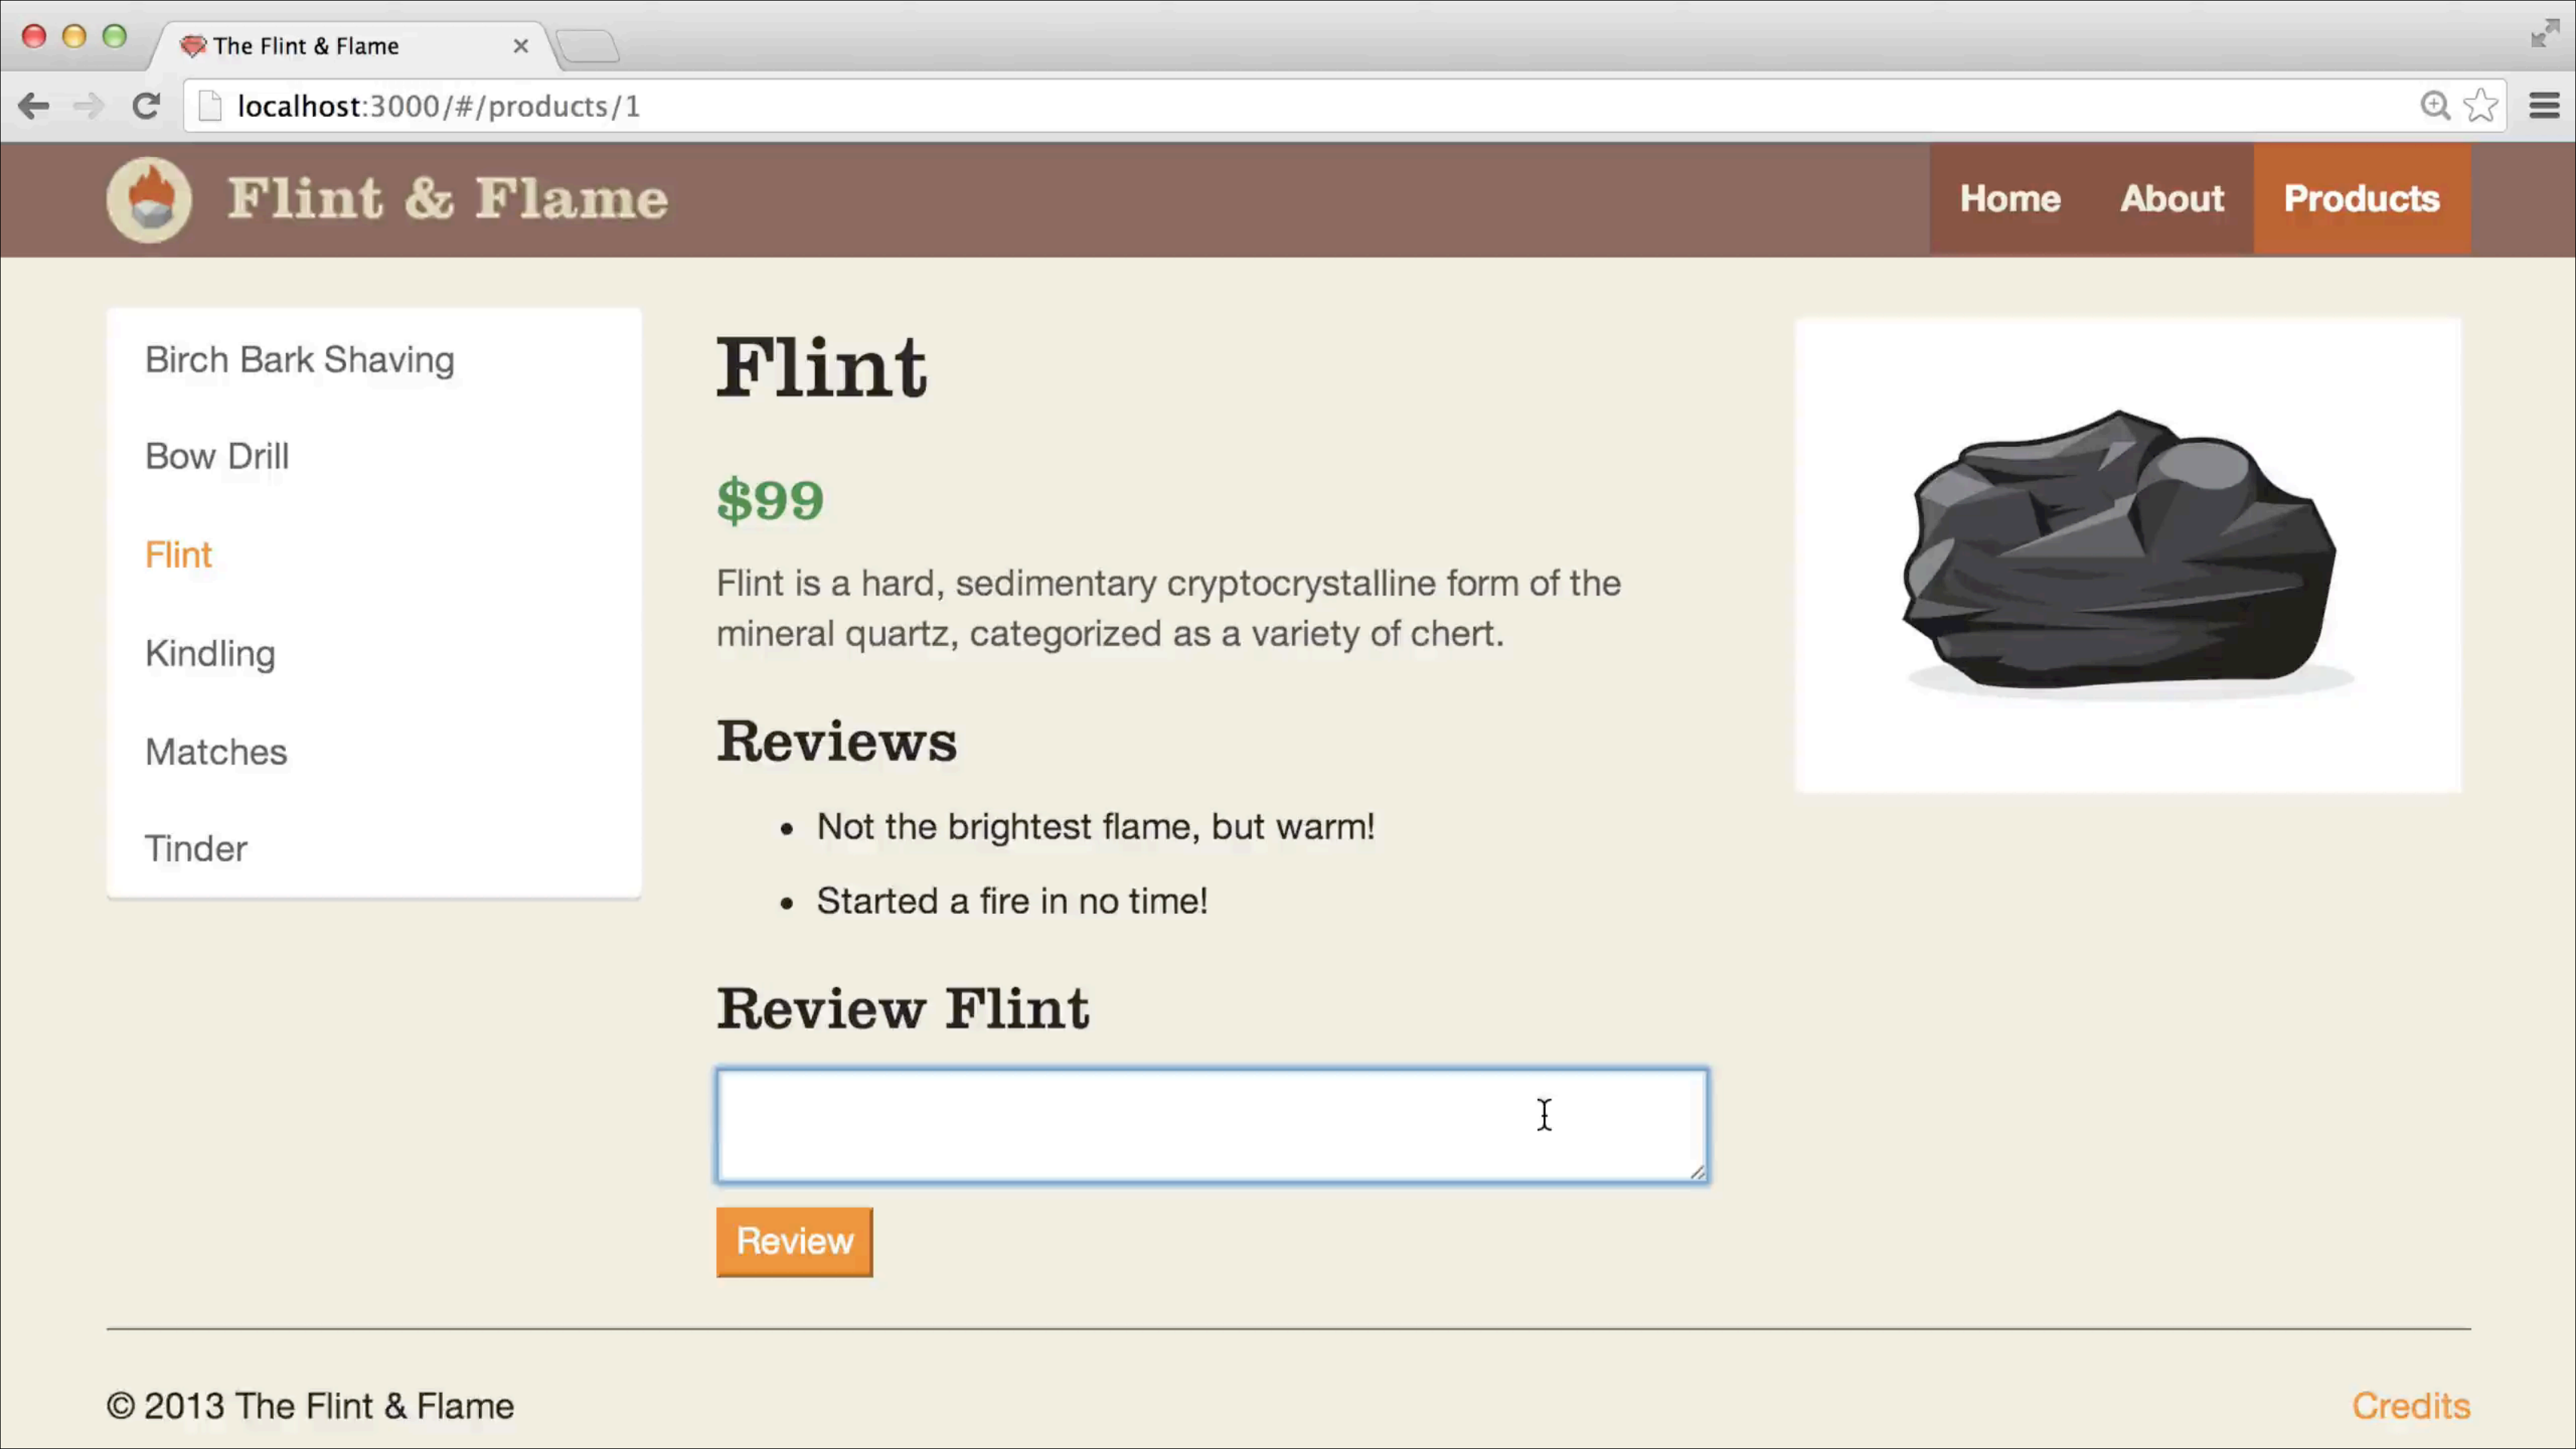 The Flint & Flame
localhost:3000/#/products/1
Flint & Flame
Home
About
Products
Birch Bark Shaving
Bow Drill
Flint
Kindling
Matches
Tinder
Flint
$99
Flint is a hard, sedimentary cryptocrystalline form of the
mineral quartz, categorized as a variety of chert.
Reviews
Not the brightest flame, but warm!
Started a fire in no time!
Review Flint
Review
© 2013 The Flint & Flame
Credits